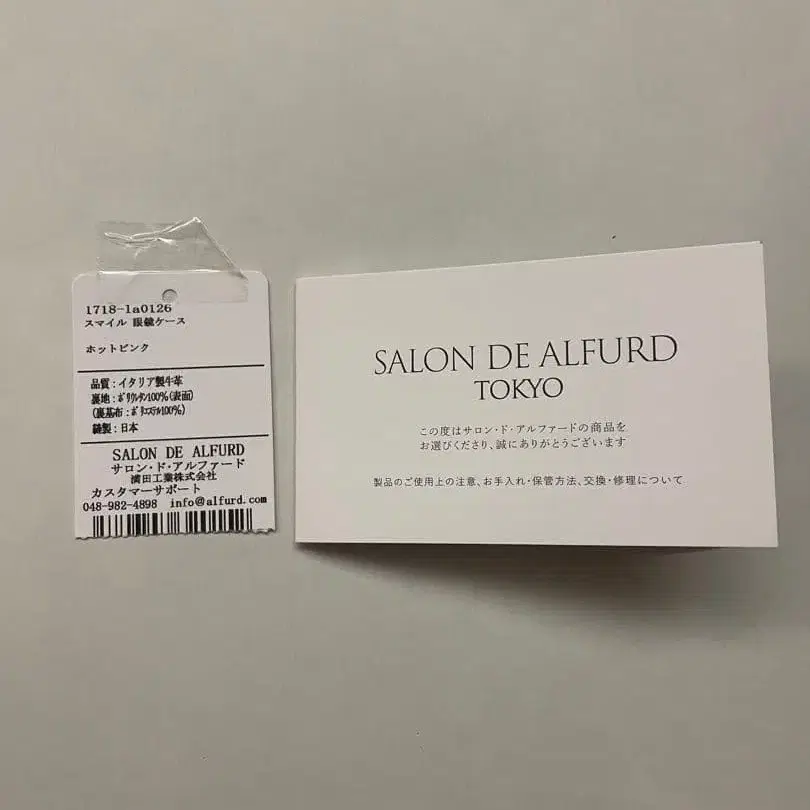 1718-1a0126
スマイル 眼鏡ケース
ホットピンク
品質：イタリア製牛革
裏地：ポリウレタン100%(表面)
(裏基布：ポリエステル100%)
縫製：日本
SALON DE ALFURD
サロン・ド・アルファード
濱田工業株式会社
カスタマーサポート
048-982-4898 info@alfurd.com
SALON DE ALFURD
TOKYO
この度はサロン・ド・アルファードの商品を
お選びくださり、誠にありがとうございます
製品のご使用上の注意、お手入れ・保管方法、交換・修理について